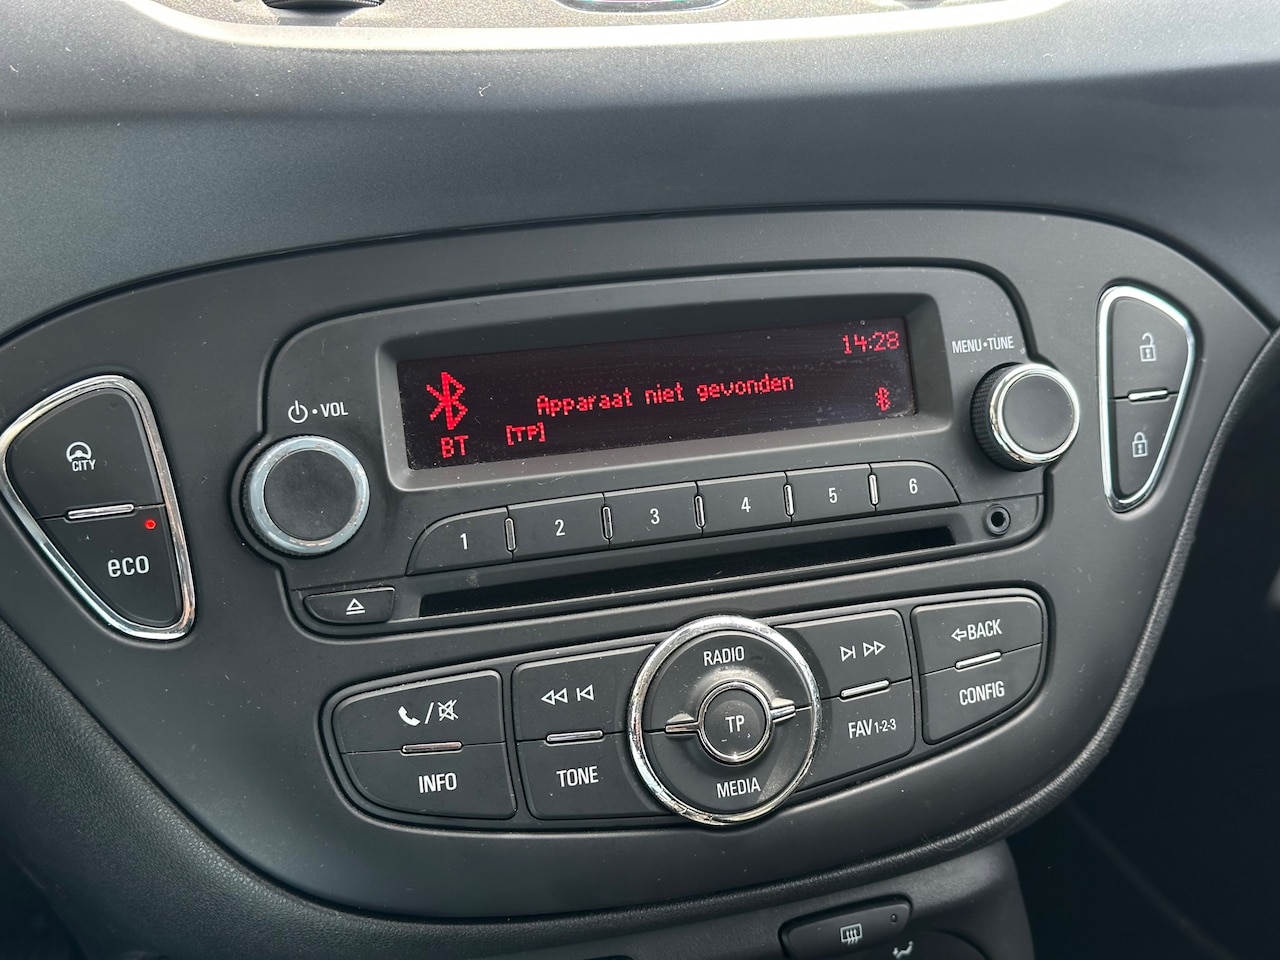 14:28
Apparaat niet gevonden
BT [TP]
VOL
MENU•TUNE
CITY
eco
1 2 3 4 5 6
RADIO
TP
MEDIA
INFO
TONE
FAV 1-2-3
BACK
CONFIG